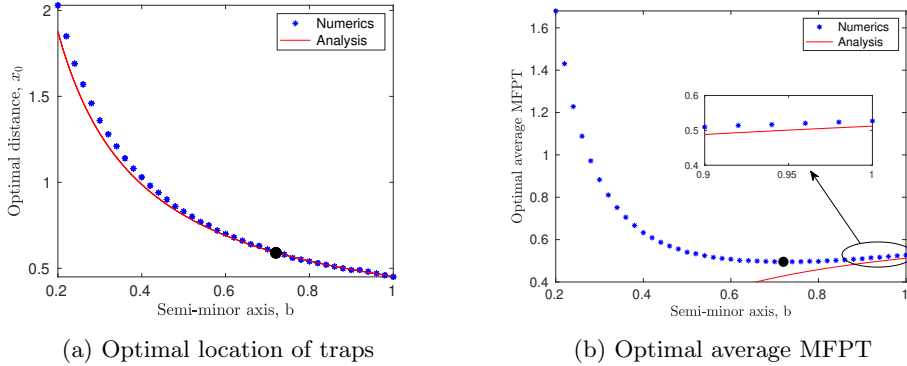 2
1.5
1
0.5
0.2
0.4
0.6
0.8
1
Optimal distance, x₀
Semi-minor axis, b
Numerics
Analysis
(a) Optimal location of traps
1.6
1.4
1.2
1
0.8
0.6
0.4
0.2
0.4
0.6
0.8
1
Optimal average MFPT
Semi-minor axis, b
Numerics
Analysis
0.6
0.5
0.4
0.9
0.95
1
(b) Optimal average MFPT